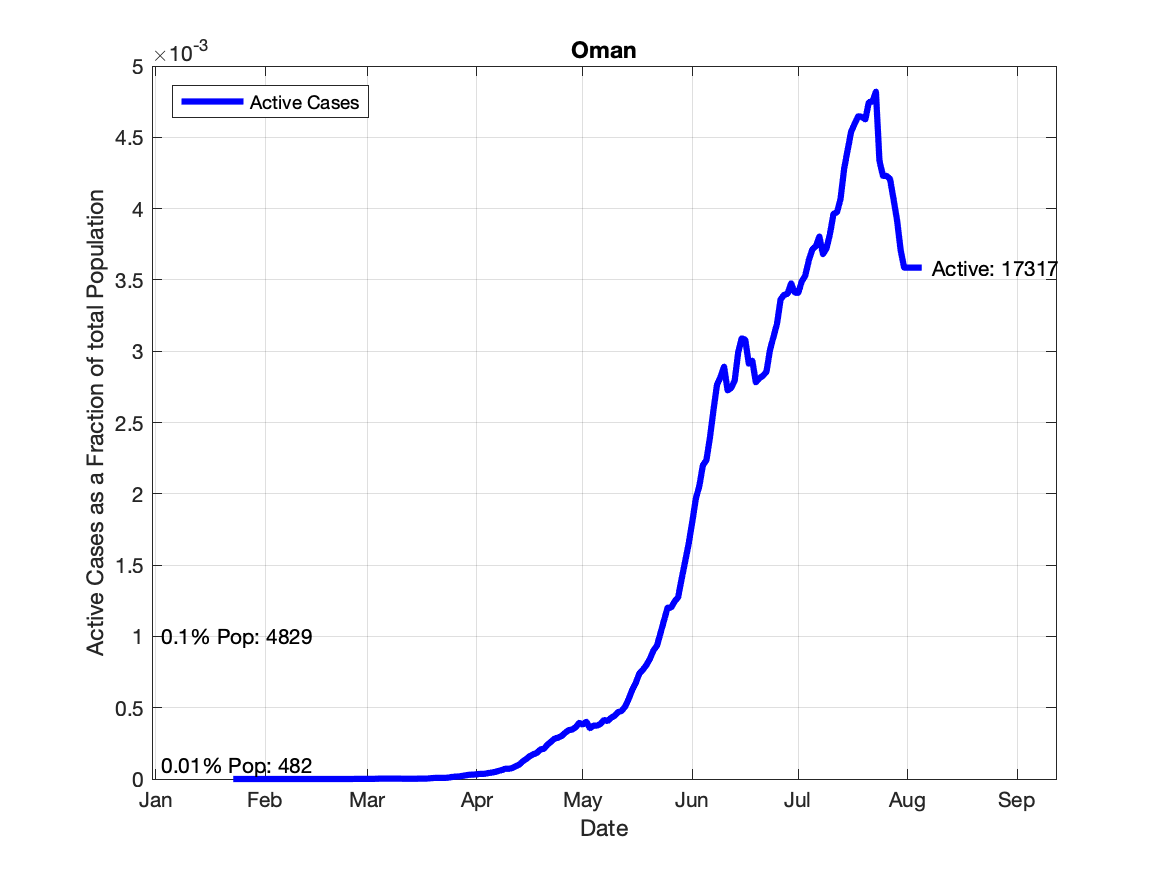 Oman
×10-3
Active Cases
5
4.5
4
3.5
3
2.5
2
1.5
1
0.5
0
Active Cases as a Fraction of total Population
Active: 17317
0.1% Pop: 4829
0.01% Pop: 482
Jan Feb Mar Apr May Jun Jul Aug Sep
Date